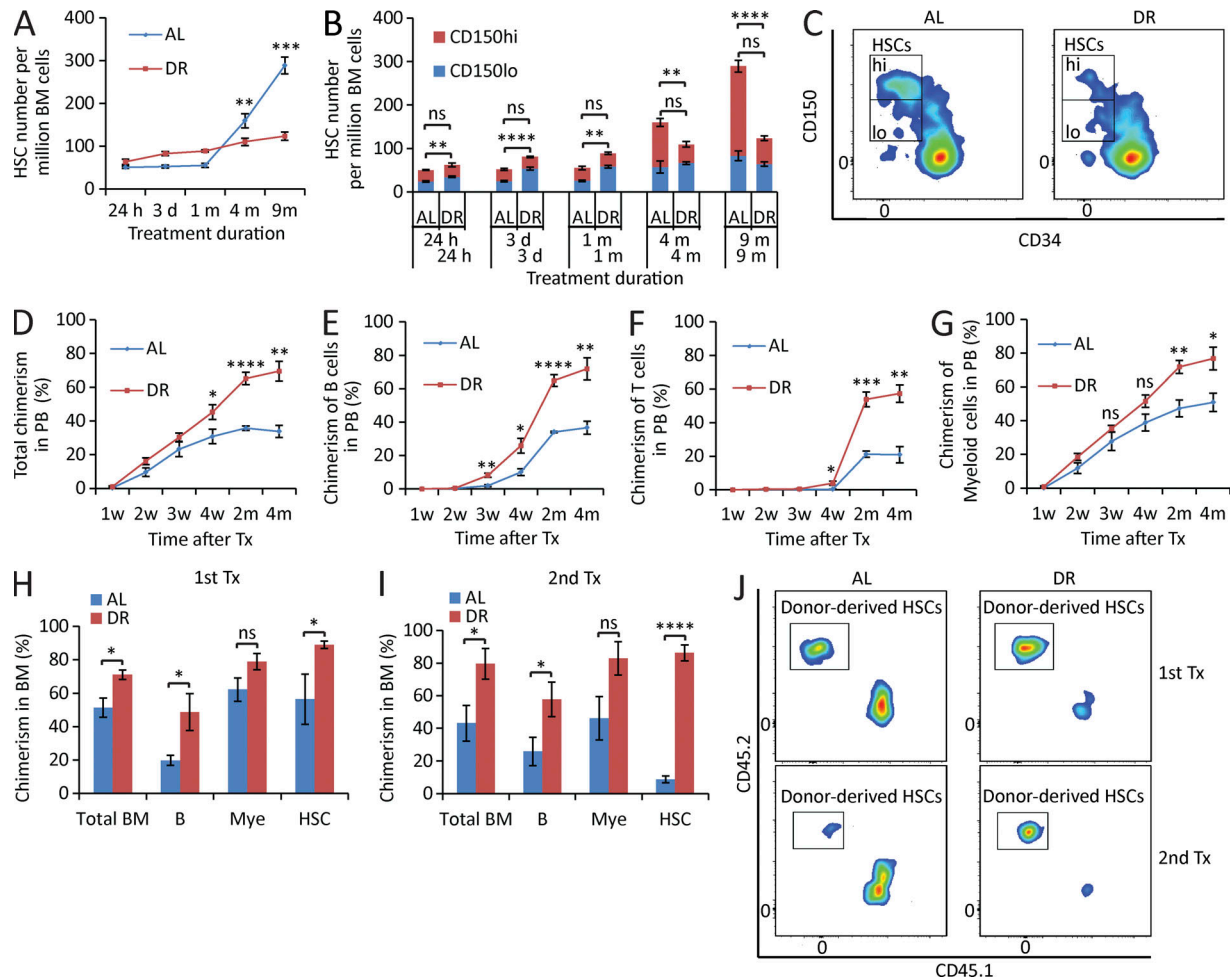 A
HSC number per
million BM cells
400
300
200
100
0
AL
DR
**
***
24 h
3 d
1 m
4 m
9m
Treatment duration
B
HSC number
per million BM cells
400
300
200
100
0
CD150hi
CD150lo
ns
**
ns
****
ns
**
**
ns
****
ns
AL DR AL DR AL DR AL DR AL DR
24 h 3 d 1 m 4 m 9 m
24 h 3 d 1 m 4 m 9 m
Treatment duration
C
AL
DR
HSCs
hi
lo
0
0
HSCs
hi
lo
0
0
CD150
CD34
D
Total chimerism
in PB (%)
100
80
60
40
20
0
AL
DR
*
****
**
1w 2w 3w 4w 2m 4m
Time after Tx
E
Chimerism of B cells
in PB (%)
100
80
60
40
20
0
AL
DR
**
*
****
**
1w 2w 3w 4w 2m 4m
Time after Tx
F
Chimerism of T cells
in PB (%)
100
80
60
40
20
0
AL
DR
*
***
**
1w 2w 3w 4w 2m 4m
Time after Tx
G
Chimerism of
Myeloid cells in PB (%)
100
80
60
40
20
0
AL
DR
ns
ns
**
*
1w 2w 3w 4w 2m 4m
Time after Tx
H
1st Tx
AL
DR
Chimerism in BM (%)
100
80
60
40
20
0
*
*
ns
*
Total BM B Mye HSC
I
2nd Tx
AL
DR
Chimerism in BM (%)
100
80
60
40
20
0
*
*
ns
****
Total BM B Mye HSC
J
AL
DR
Donor-derived HSCs
Donor-derived HSCs
1st Tx
0
0
Donor-derived HSCs
Donor-derived HSCs
2nd Tx
0
0
0
0
CD45.2
CD45.1